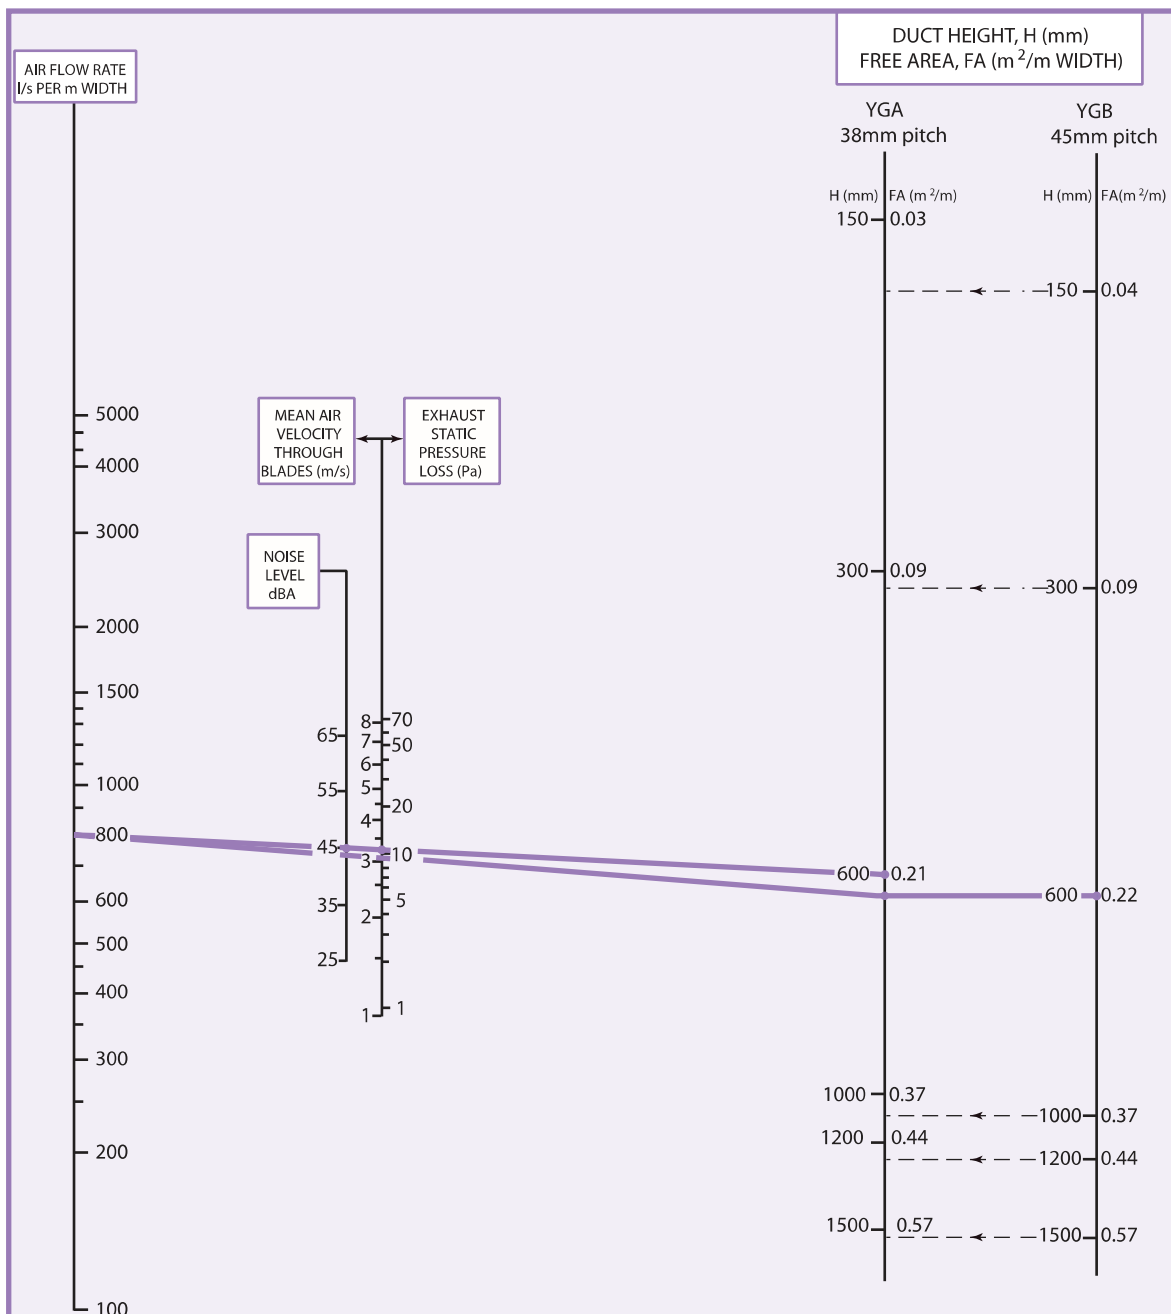 DUCT HEIGHT, H (mm)
FREE AREA, FA (m²/m WIDTH)
AIR FLOW RATE
l/s PER m WIDTH
YGA
38mm pitch
YGB
45mm pitch
H (mm) FA (m²/m)
H (mm) FA(m²/m)
150 0.03
150 0.04
5000
4000
3000
2000
1500
1000
800
600
500
400
300
200
100
MEAN AIR
VELOCITY
THROUGH
BLADES (m/s)
EXHAUST
STATIC
PRESSURE
LOSS (Pa)
NOISE
LEVEL
dBA
65
55
45
35
25
8
7
6
5
4
3
2
1
70
50
20
10
5
1
300 0.09
300 0.09
600 0.21
600 0.22
1000 0.37
1000 0.37
1200 0.44
1200 0.44
1500 0.57
1500 0.57